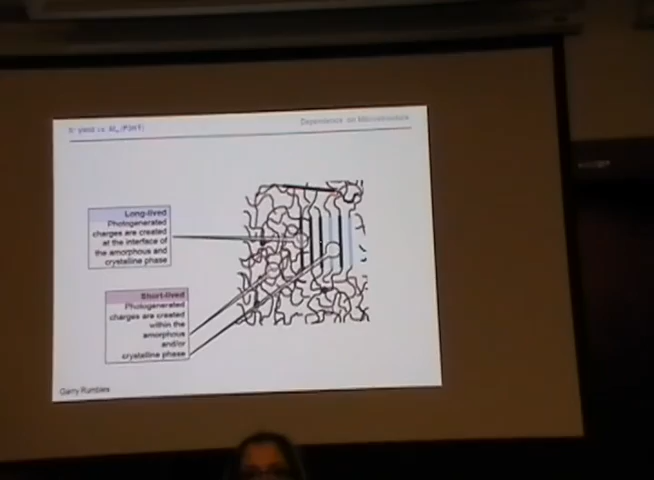 Dependence on Microstructure
Long-lived
Photogenerated
charges are created
at the interface of
the amorphous and
crystalline phase
Short-lived
Photogenerated
charges are created
within the
amorphous
and/or
crystalline phase
Garry Rumbles